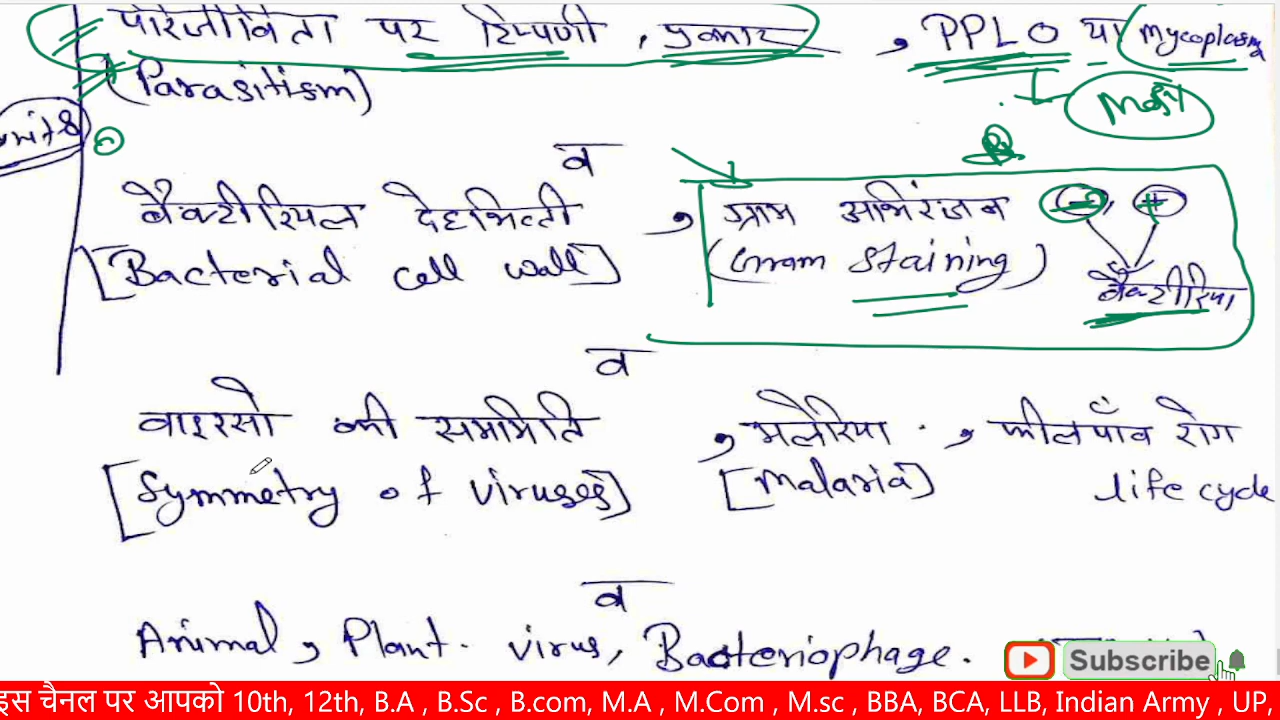 परजीविता पर टिप्पणी , प्रकार , PPLO या Mycoplasma
(Parasitism)
unit 8
व
बैक्टीरियल देहभित्ती , ग्राम अभिरंजन - , +
[Bacterial cell wall] (Gram Staining) बैक्टीरिया
व
वाइरसो की सममिति , मलेरिया , फीलपाँव रोग
[Symmetry of viruses] [Malaria] life cycle
व
Animal , Plant . virus , Bacteriophage .
Subscribe
इस चैनल पर आपको 10th, 12th, B.A , B.Sc , B.com, M.A , M.Com , M.sc , BBA, BCA, LLB, Indian Army , UP,